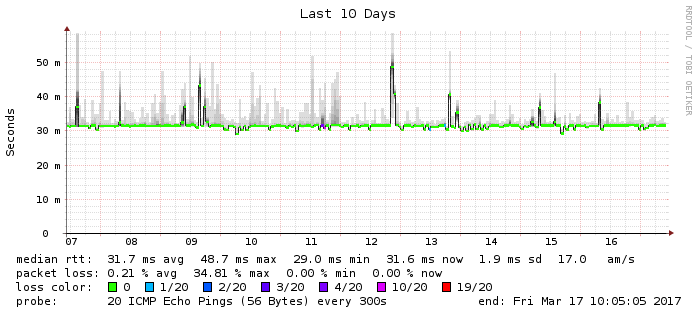 Last 10 Days
RRDTOOL / TOBI OETIKER
Seconds
50 m
40 m
30 m
20 m
10 m
0
07 08 09 10 11 12 13 14 15 16
median rtt: 31.7 ms avg 48.7 ms max 29.0 ms min 31.6 ms now 1.9 ms sd 17.0 am/s
packet loss: 0.21 % avg 34.81 % max 0.00 % min 0.00 % now
loss color: 0 1/20 2/20 3/20 4/20 10/20 19/20
probe: 20 ICMP Echo Pings (56 Bytes) every 300s end: Fri Mar 17 10:05:05 2017